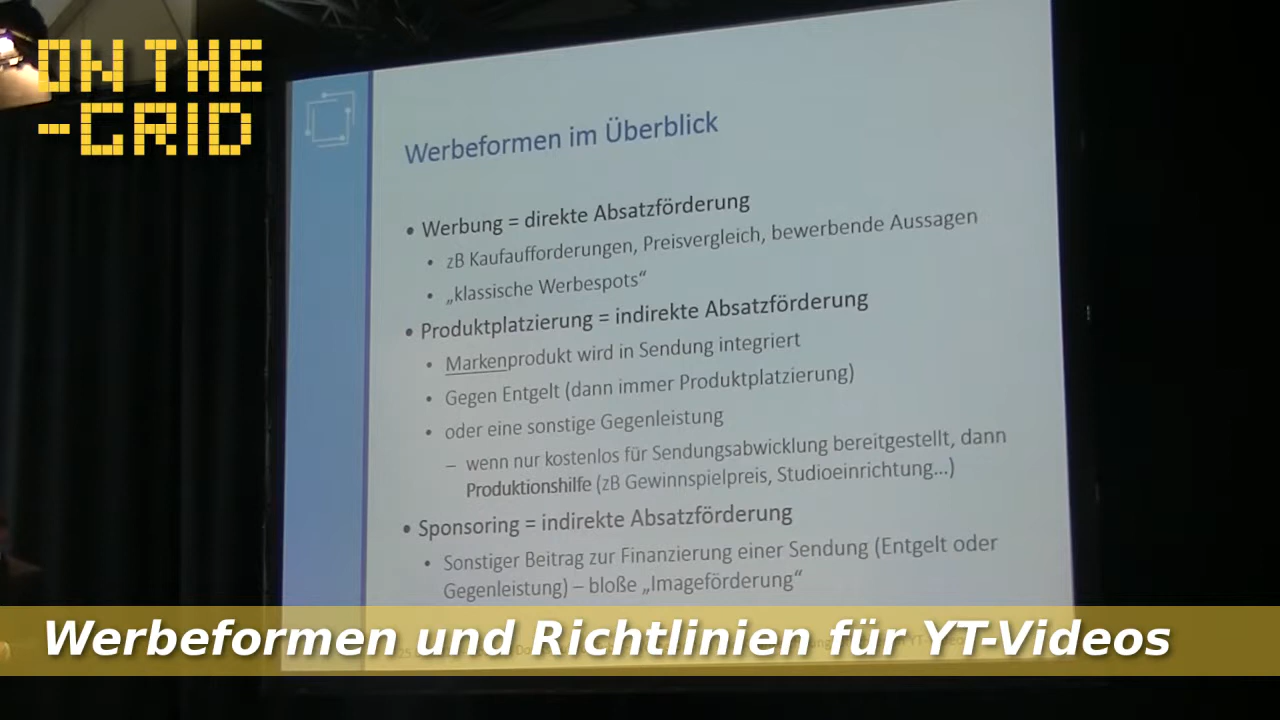 ON THE
-GRID
Werbeformen im Überblick
• Werbung = direkte Absatzförderung
• zB Kaufaufforderungen, Preisvergleich, bewerbende Aussagen
• „klassische Werbespots“
• Produktplatzierung = indirekte Absatzförderung
• Markenprodukt wird in Sendung integriert
• Gegen Entgelt (dann immer Produktplatzierung)
• oder eine sonstige Gegenleistung
– wenn nur kostenlos für Sendungsabwicklung bereitgestellt, dann
Produktionshilfe (zB Gewinnspielpreis, Studioeinrichtung...)
• Sponsoring = indirekte Absatzförderung
• Sonstiger Beitrag zur Finanzierung einer Sendung (Entgelt oder
Gegenleistung) – bloße „Imageförderung“
Werbeformen und Richtlinien für YT-Videos